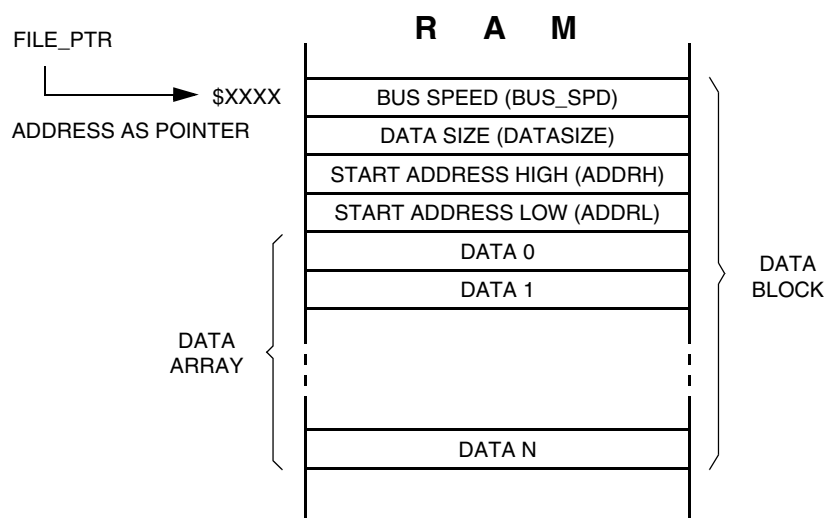 R A M
FILE_PTR
$XXXX
ADDRESS AS POINTER
BUS SPEED (BUS_SPD)
DATA SIZE (DATASIZE)
START ADDRESS HIGH (ADDRH)
START ADDRESS LOW (ADDRL)
DATA 0
DATA 1
DATA N
DATA
ARRAY
DATA
BLOCK